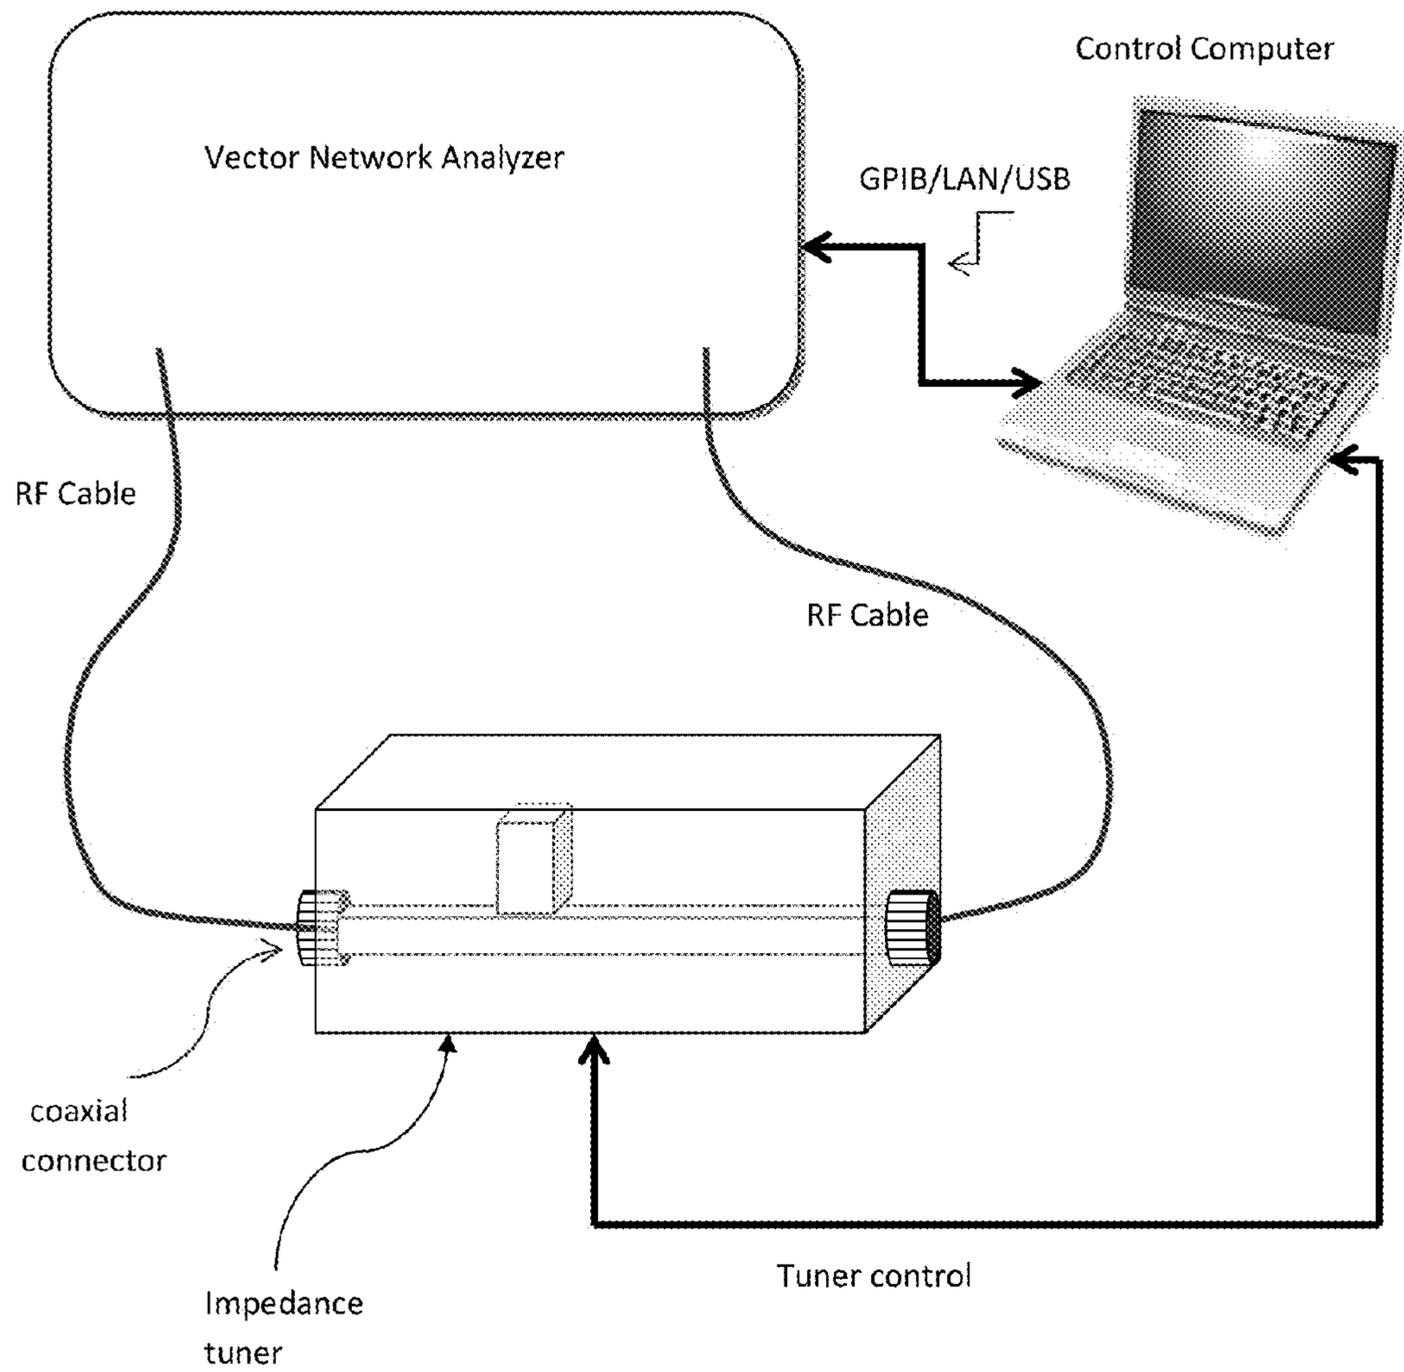 Control Computer
Vector Network Analyzer
GPIB/LAN/USB
RF Cable
RF Cable
coaxial
connector
Tuner control
Impedance
tuner